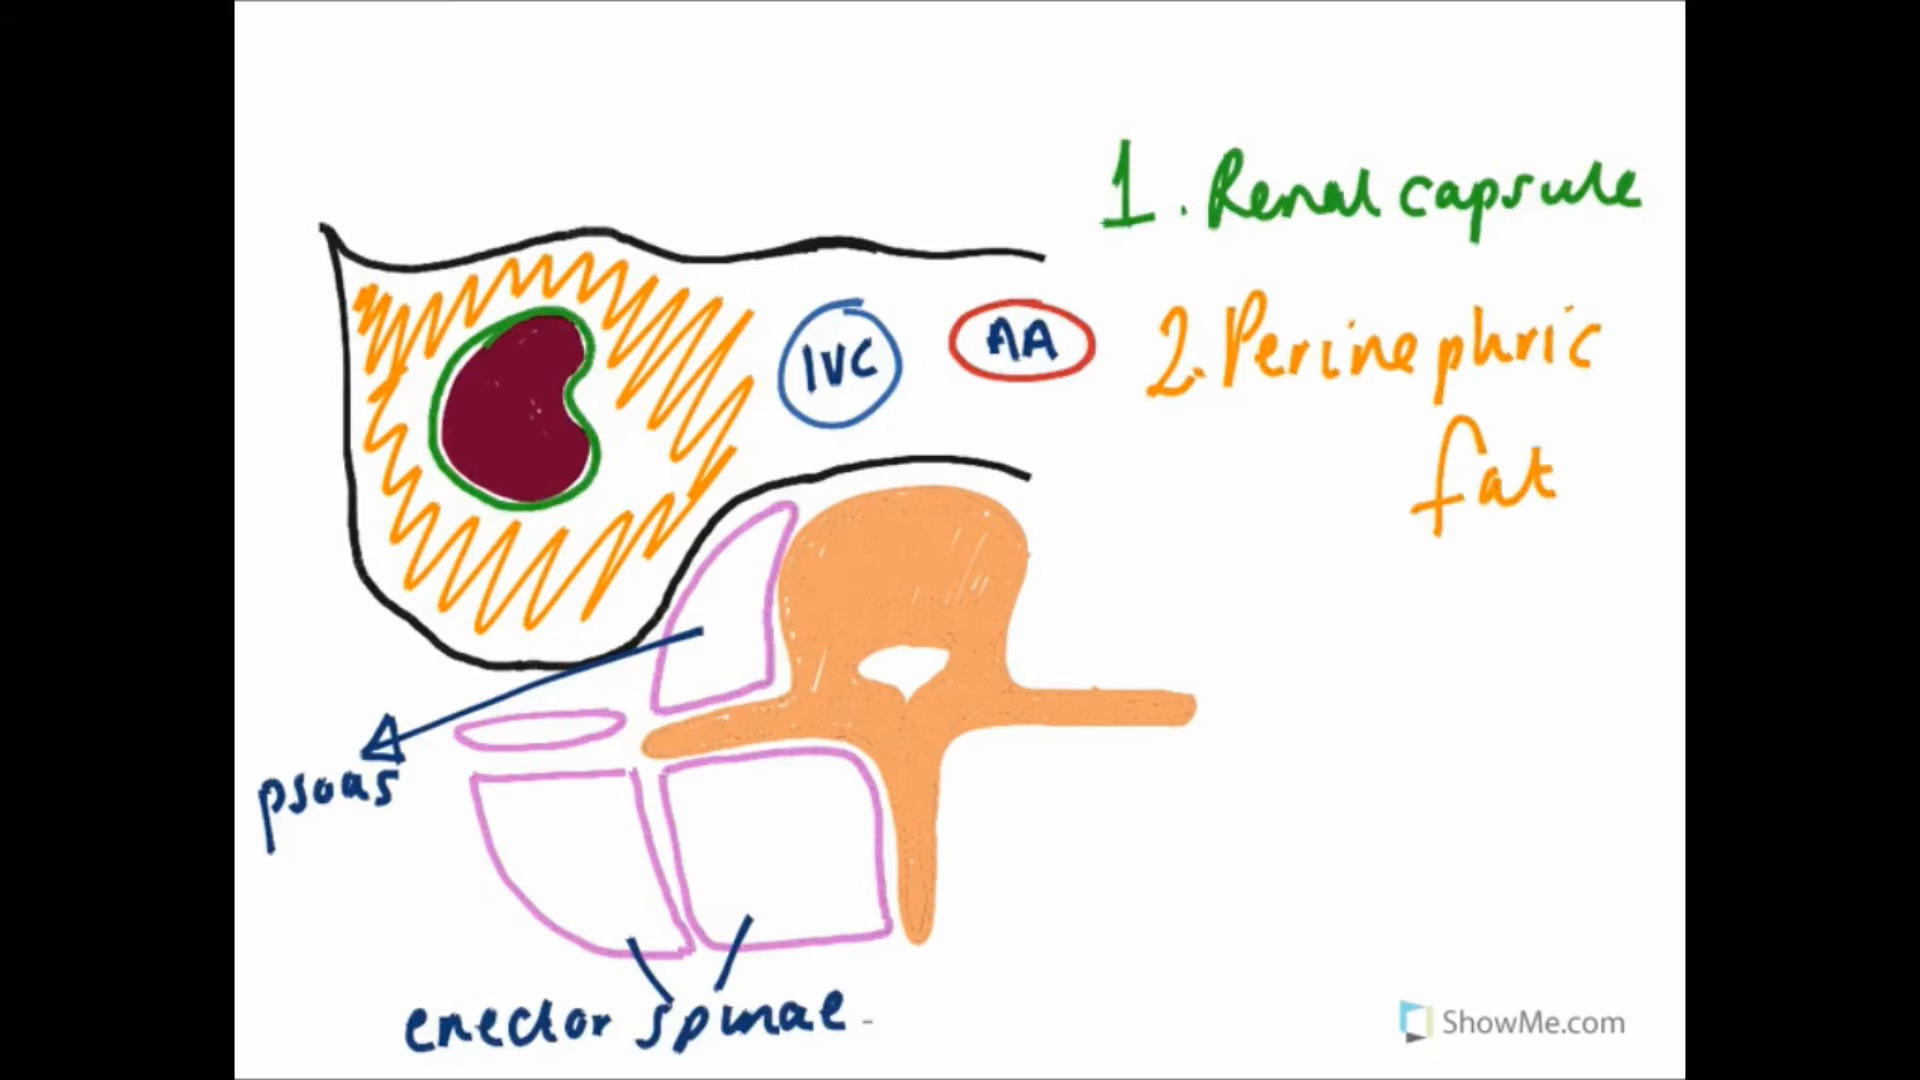 1. Renal capsule
IVC
AA
2. Perinephric
fat
psoas
erector spinae
ShowMe.com